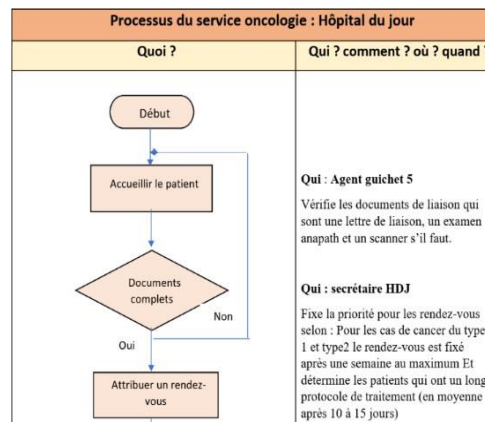 Processus du service oncologie : Hôpital du jour
Quoi ?
Qui ? comment ? où ? quand ?
Début
Accueillir le patient
Documents
complets
Non
Oui
Attribuer un rendez-
vous
Qui : Agent guichet 5
Vérifie les documents de liaison qui
sont une lettre de liaison, un examen
anapath et un scanner s’il faut.
Qui : secrétaire HDJ
Fixe la priorité pour les rendez-vous
selon : Pour les cas de cancer du type
1 et type2 le rendez-vous est fixé
après une semaine au maximum Et
détermine les patients qui ont un long
protocole de traitement (en moyenne
après 10 à 15 jours)